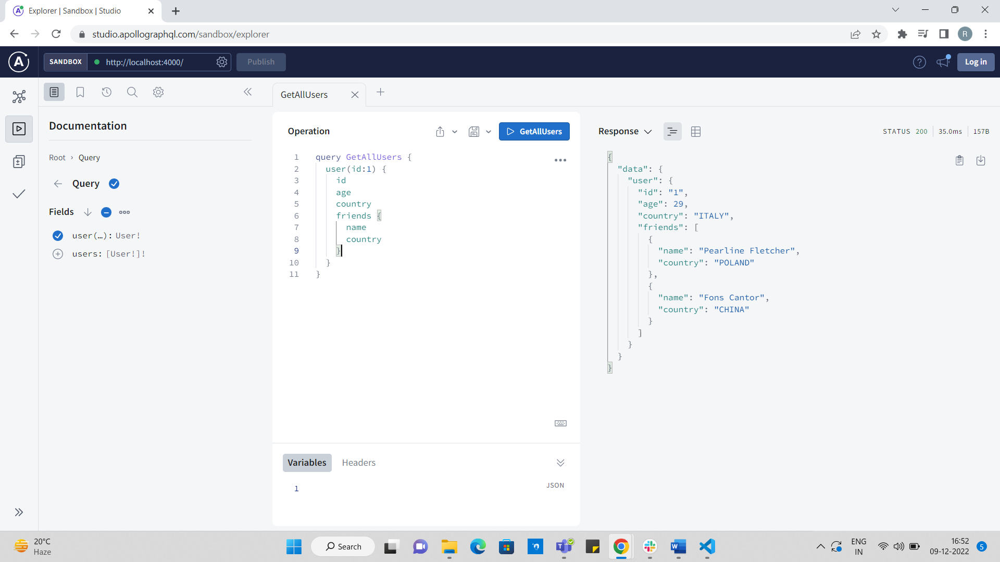 Explorer | Sandbox | Studio
studio.apollographql.com/sandbox/explorer
R
A
SANDBOX
http://localhost:4000/
Publish
Log in
GetAllUsers
Documentation
Root › Query
Query
Fields
user(…): User!
users: [User!]!
Operation
GetAllUsers
1 query GetAllUsers {
2 user(id:1) {
3 id
4 age
5 country
6 friends {
7 name
8 country
9 }
10 }
11 }
Variables
Headers
1
JSON
Response
STATUS 200
35.0ms
157B
{
"data": {
"user": {
"id": "1",
"age": 29,
"country": "ITALY",
"friends": [
{
"name": "Pearline Fletcher",
"country": "POLAND"
},
{
"name": "Fons Cantor",
"country": "CHINA"
}
]
}
}
}
20°C
Haze
Search
ENG
IN
16:52
09-12-2022
5